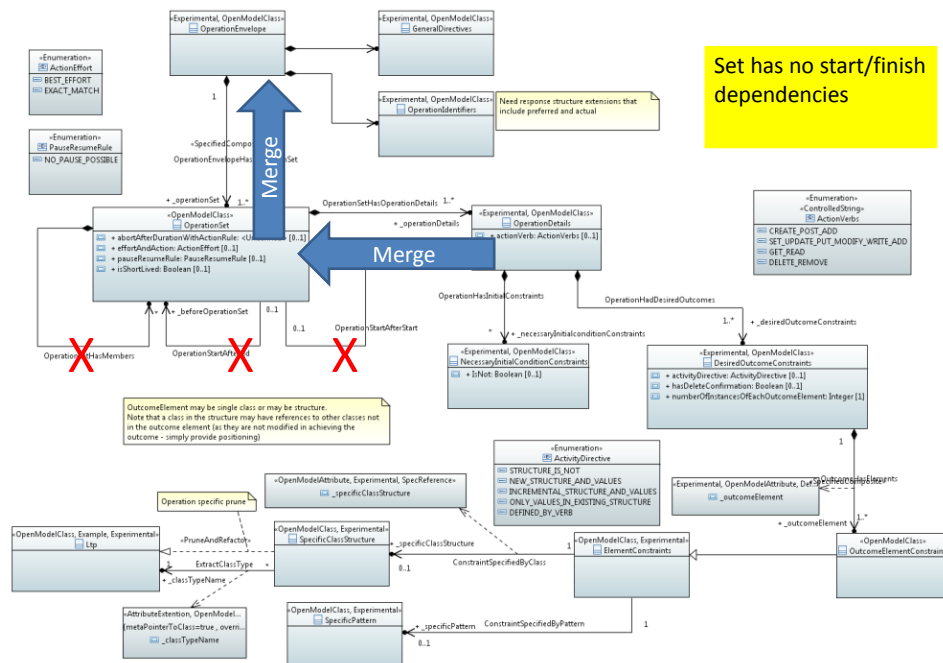 «Experimental, OpenModelClass»
OperationEnvelope
«Experimental, OpenModelClass»
GeneralDirectives
Set has no start/finish
dependencies
«Enumeration»
ActionEffort
BEST_EFFORT
EXACT_MATCH
«Experimental, OpenModelClass»
OperationIdentifiers
Need response structure extensions that
include preferred and actual
1
«Enumeration»
PauseResumeRule
NO_PAUSE_POSSIBLE
Merge
+ _operationSet
1..*
OperationSetHasOperationDetails
1..*
+ _operationDetails
«OpenModelClass»
OperationSet
+ abortAfterDurationWithActionRule:
+ effortAndAction: ActionEffort [0..1]
+ pauseResumeRule: PauseResumeRule [0..1]
+ isShortLived: Boolean [0..1]
Merge
«Experimental, OpenModelClass»
OperationDetails
+ actionVerb: ActionVerbs [0..1]
«Enumeration»
«ControlledString»
ActionVerbs
CREATE_POST_ADD
SET_UPDATE_PUT_MODIFY_WRITE_ADD
GET_READ
DELETE_REMOVE
OperationHasInitialConstraints
OperationHadDesiredOutcomes
* + _beforeOperationSet
*
0..1
0..1
OperationStartAfterStart
X
X
X
*
+ _necessaryInitialconditionConstraints
1..*
+ _desiredOutcomeConstraints
«Experimental, OpenModelClass»
NecessaryInitialConditionConstraints
+ IsNot: Boolean [0..1]
«Experimental, OpenModelClass»
DesiredOutcomeConstraints
+ activityDirective: ActivityDirective [0..1]
+ hasDeleteConfirmation: Boolean [0..1]
+ numberOfInstancesOfEachOutcomeElement: Integer [1]
OutcomeElement may be single class or may be structure.
Note that a class in the structure may have references to other classes not
in the outcome element (as they are not modified in achieving the
outcome - simply provide positioning)
1
«Enumeration»
ActivityDirective
STRUCTURE_IS_NOT
NEW_STRUCTURE_AND_VALUES
INCREMENTAL_STRUCTURE_AND_VALUES
ONLY_VALUES_IN_EXISTING_STRUCTURE
DEFINED_BY_VERB
«OpenModelAttribute, Experimental, SpecReference»
_specificClassStructure
«Experimental, OpenModelAttribute,
_outcomeElement
OutcomeHasElements
+ _outcomeElement
1..*
Operation specific prune
«OpenModelClass, Example, Experimental»
Ltp
«PruneAndRefactor»
ExtractClassType
1
*
+ _classTypeName
«OpenModelClass, Experimental»
SpecificClassStructure
+ _specificClassStructure
0..1
ConstraintSpecifiedByClass
1
«OpenModelClass, Experimental»
ElementConstraints
«OpenModelClass»
OutcomeElementConstraint
«AttributeExtention, OpenModel...
{metaPointerToClass=true , overri...
_classTypeName
«OpenModelClass, Experimental»
SpecificPattern
+ _specificPattern
0..1
ConstraintSpecifiedByPattern
1